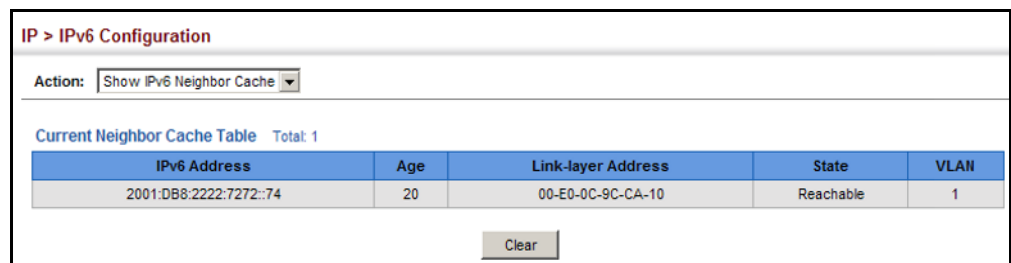 IP > IPv6 Configuration
Action: Show IPv6 Neighbor Cache
Current Neighbor Cache Table Total: 1
IPv6 Address Age Link-layer Address State VLAN
2001:DB8:2222:7272::74 20 00-E0-0C-9C-CA-10 Reachable 1
Clear